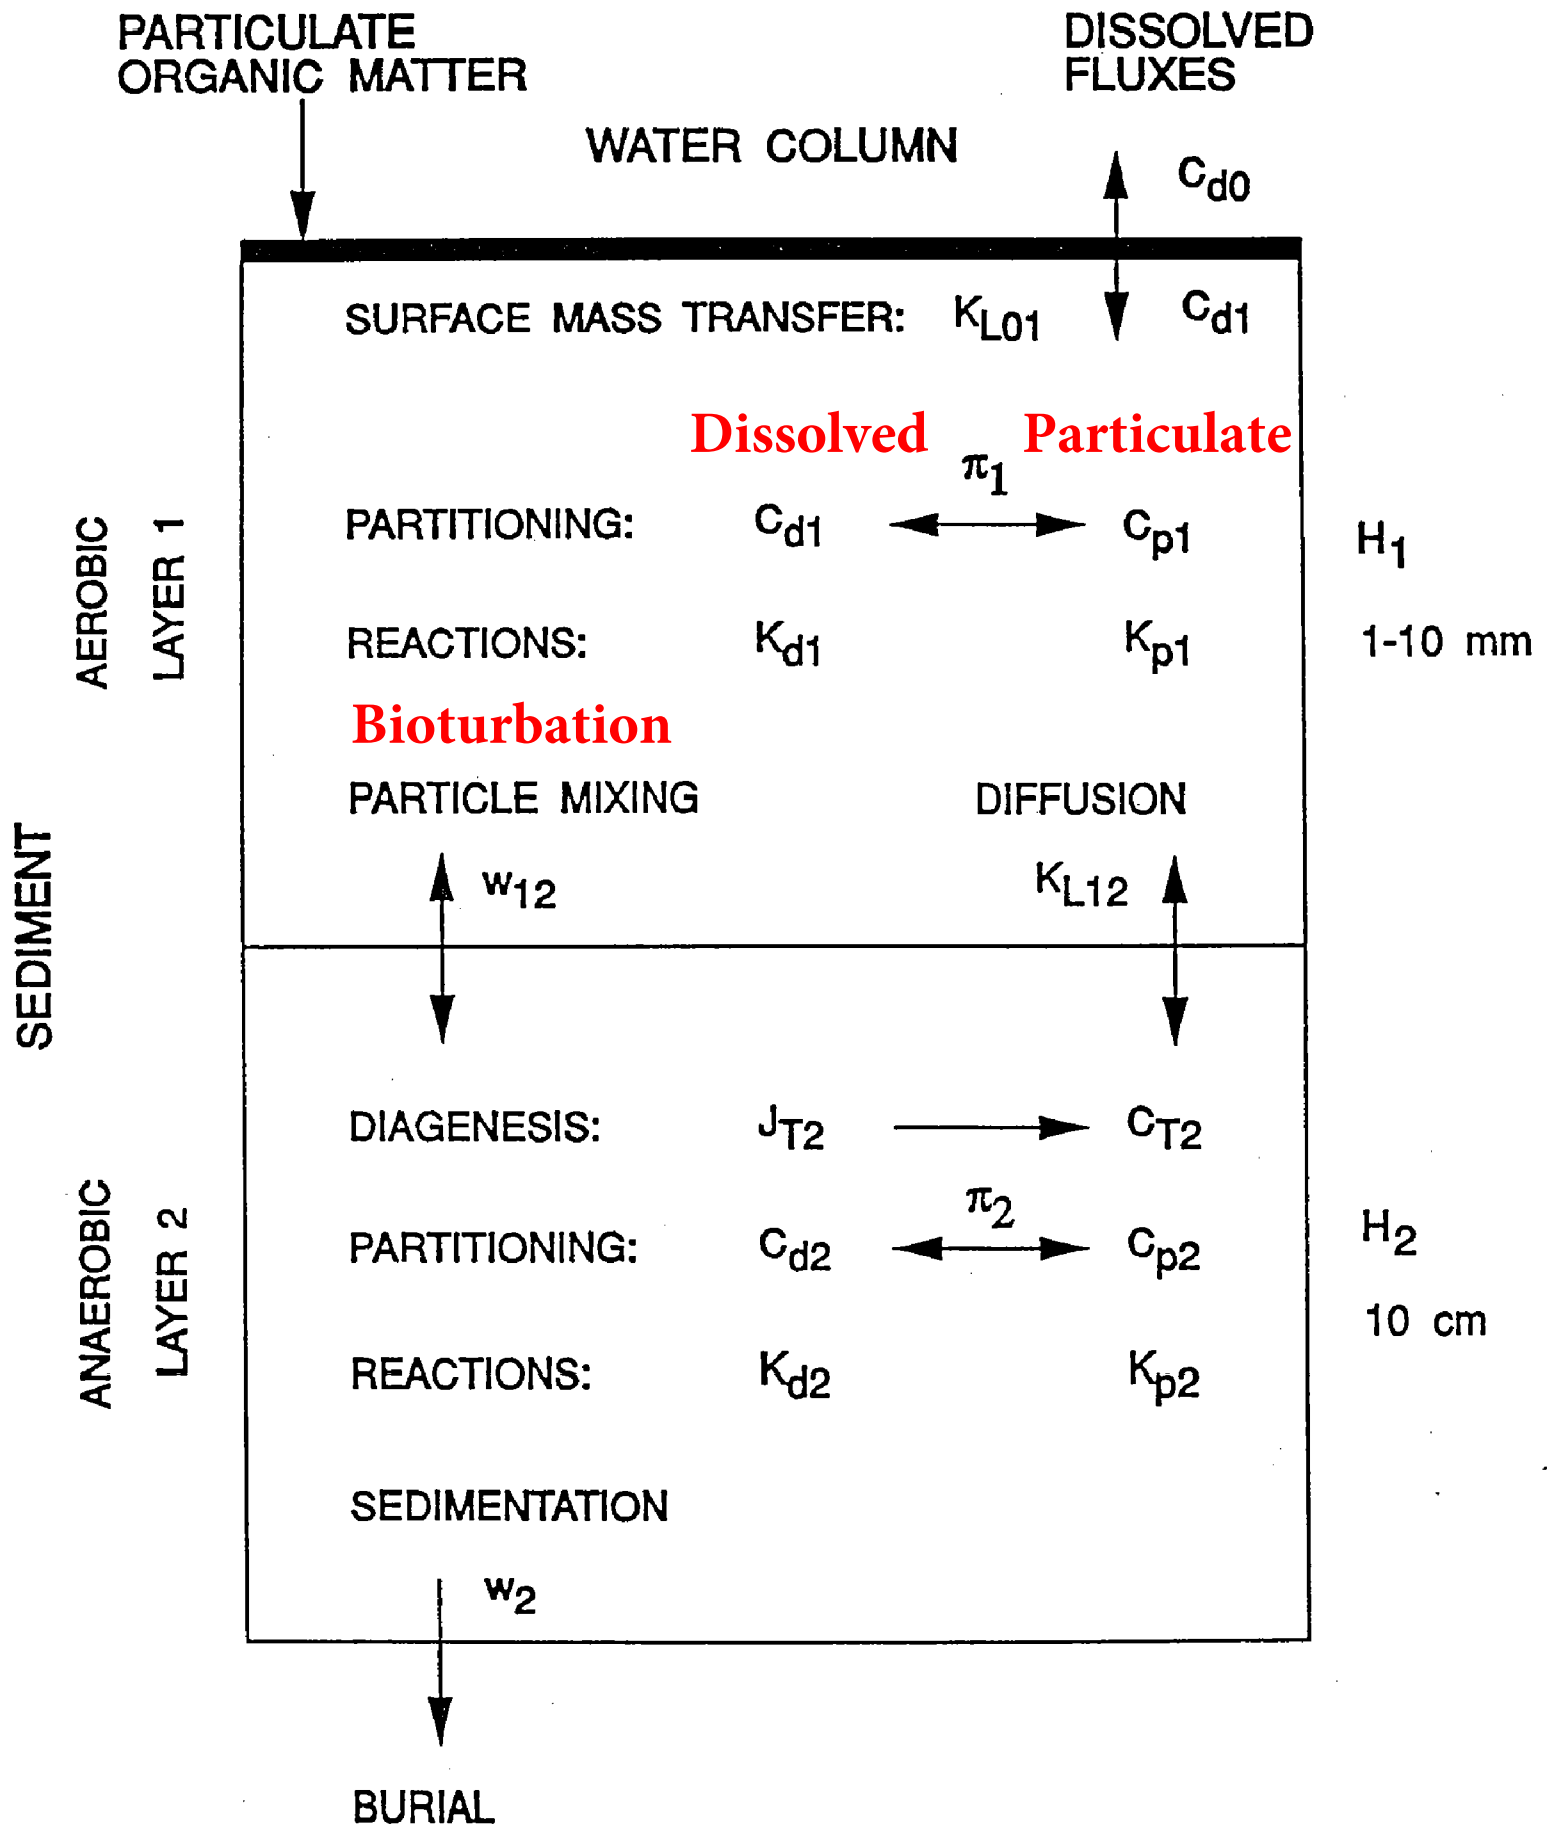 PARTICULATE
ORGANIC MATTER
DISSOLVED
FLUXES
WATER COLUMN
Cd0
SURFACE MASS TRANSFER: KL01 Cd1
Dissolved Particulate
π1
PARTITIONING: Cd1 Cp1
REACTIONS: Kd1 Kp1
Bioturbation
PARTICLE MIXING DIFFUSION
w12 KL12
AEROBIC
LAYER 1
H1
1-10 mm
SEDIMENT
DIAGENESIS: JT2 CT2
π2
PARTITIONING: Cd2 Cp2
REACTIONS: Kd2 Kp2
SEDIMENTATION
w2
ANAEROBIC
LAYER 2
H2
10 cm
BURIAL